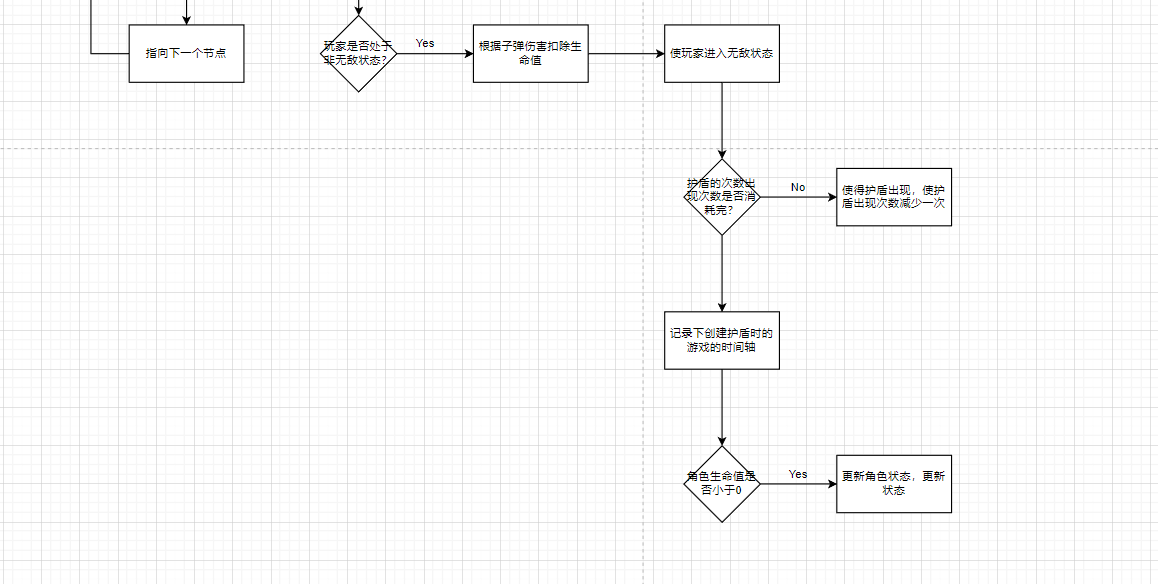 指向下一个节点
玩家是否处于
非无敌状态?
Yes
根据子弹伤害扣除生
命值
使玩家进入无敌状态
护盾的次数出
现次数是否消
耗完?
No
使得护盾出现，使护
盾出现次数减少一次
记录下创建护盾时的
游戏的时间轴
角色生命值是
否小于0
Yes
更新角色状态，更新
状态